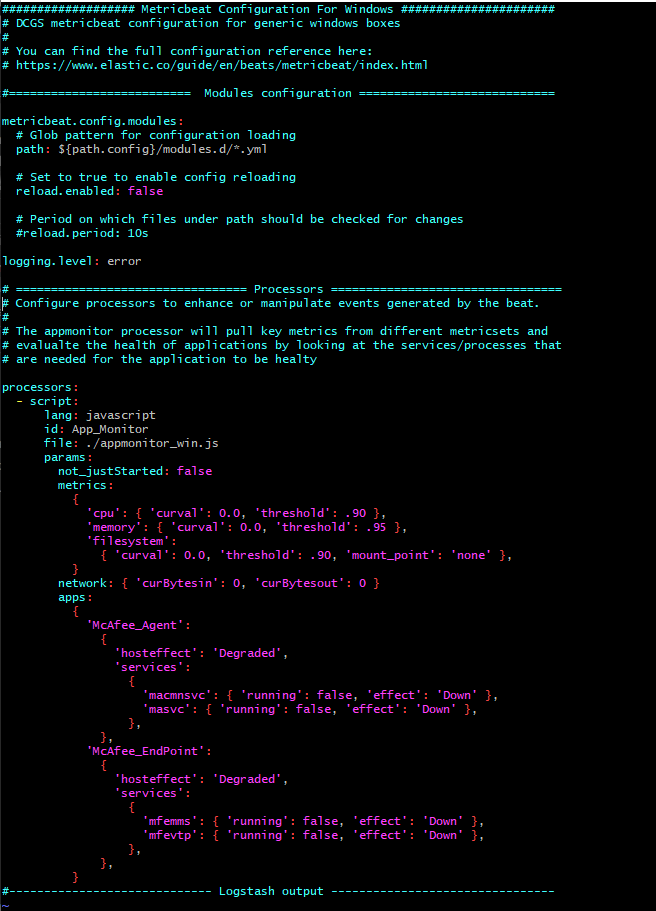 ################### Metricbeat Configuration For Windows ######################
# DCGS metricbeat configuration for generic windows boxes
#
# You can find the full configuration reference here:
# https://www.elastic.co/guide/en/beats/metricbeat/index.html

#==========================  Modules configuration ============================

metricbeat.config.modules:
  # Glob pattern for configuration loading
  path: ${path.config}/modules.d/*.yml

  # Set to true to enable config reloading
  reload.enabled: false

  # Period on which files under path should be checked for changes
  #reload.period: 10s

logging.level: error

# ================================= Processors =================================
# Configure processors to enhance or manipulate events generated by the beat.
#
# The appmonitor processor will pull key metrics from different metricsets and
# evalualte the health of applications by looking at the services/processes that
# are needed for the application to be healty

processors:
  - script:
      lang: javascript
      id: App_Monitor
      file: ./appmonitor_win.js
      params:
        not_justStarted: false
        metrics:
          {
            'cpu': { 'curval': 0.0, 'threshold': .90 },
            'memory': { 'curval': 0.0, 'threshold': .95 },
            'filesystem':
              { 'curval': 0.0, 'threshold': .90, 'mount_point': 'none' },
          }
        network: { 'curBytesin': 0, 'curBytesout': 0 }
        apps:
          {
            'McAfee_Agent':
              {
                'hosteffect': 'Degraded',
                'services':
                  {
                    'macmnsvc': { 'running': false, 'effect': 'Down' },
                    'masvc': { 'running': false, 'effect': 'Down' },
                  },
              },
            'McAfee_EndPoint':
              {
                'hosteffect': 'Degraded',
                'services':
                  {
                    'mfemms': { 'running': false, 'effect': 'Down' },
                    'mfevtp': { 'running': false, 'effect': 'Down' },
                  },
              },
          }
#----------------------------- Logstash output --------------------------------
~